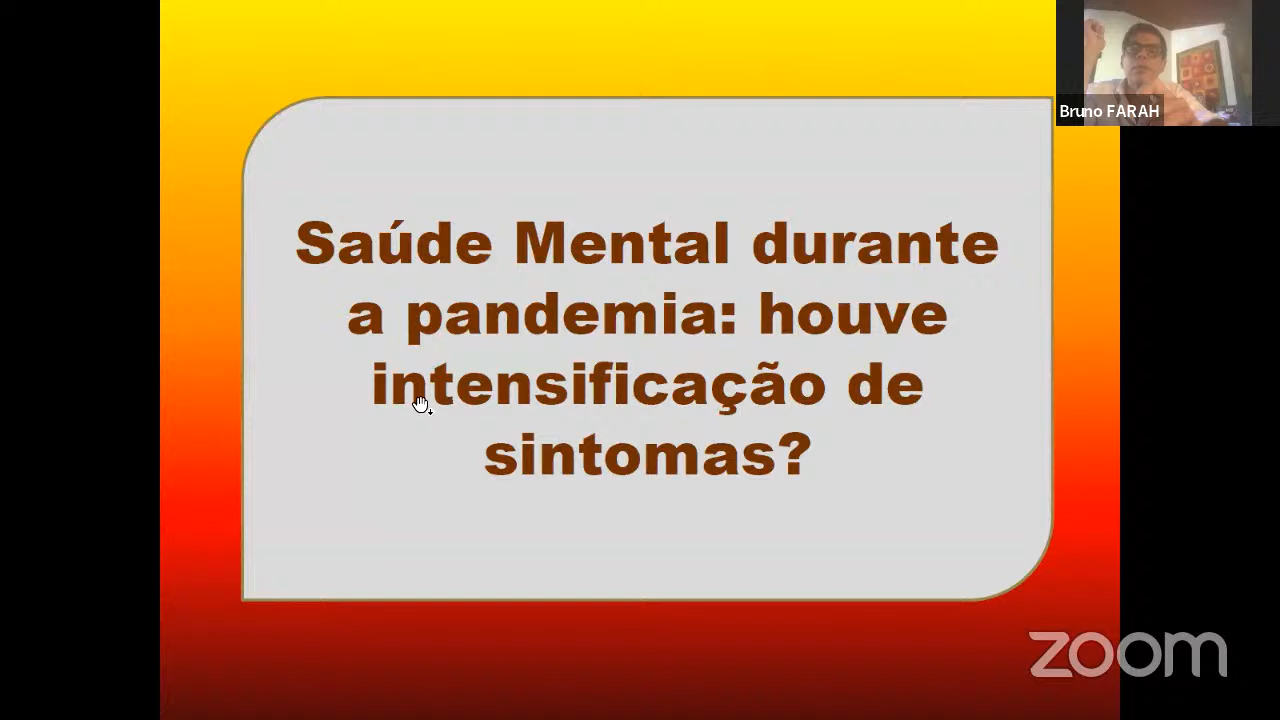 Bruno FARAH
Saúde Mental durante
a pandemia: houve
intensificação de
sintomas?
zoom